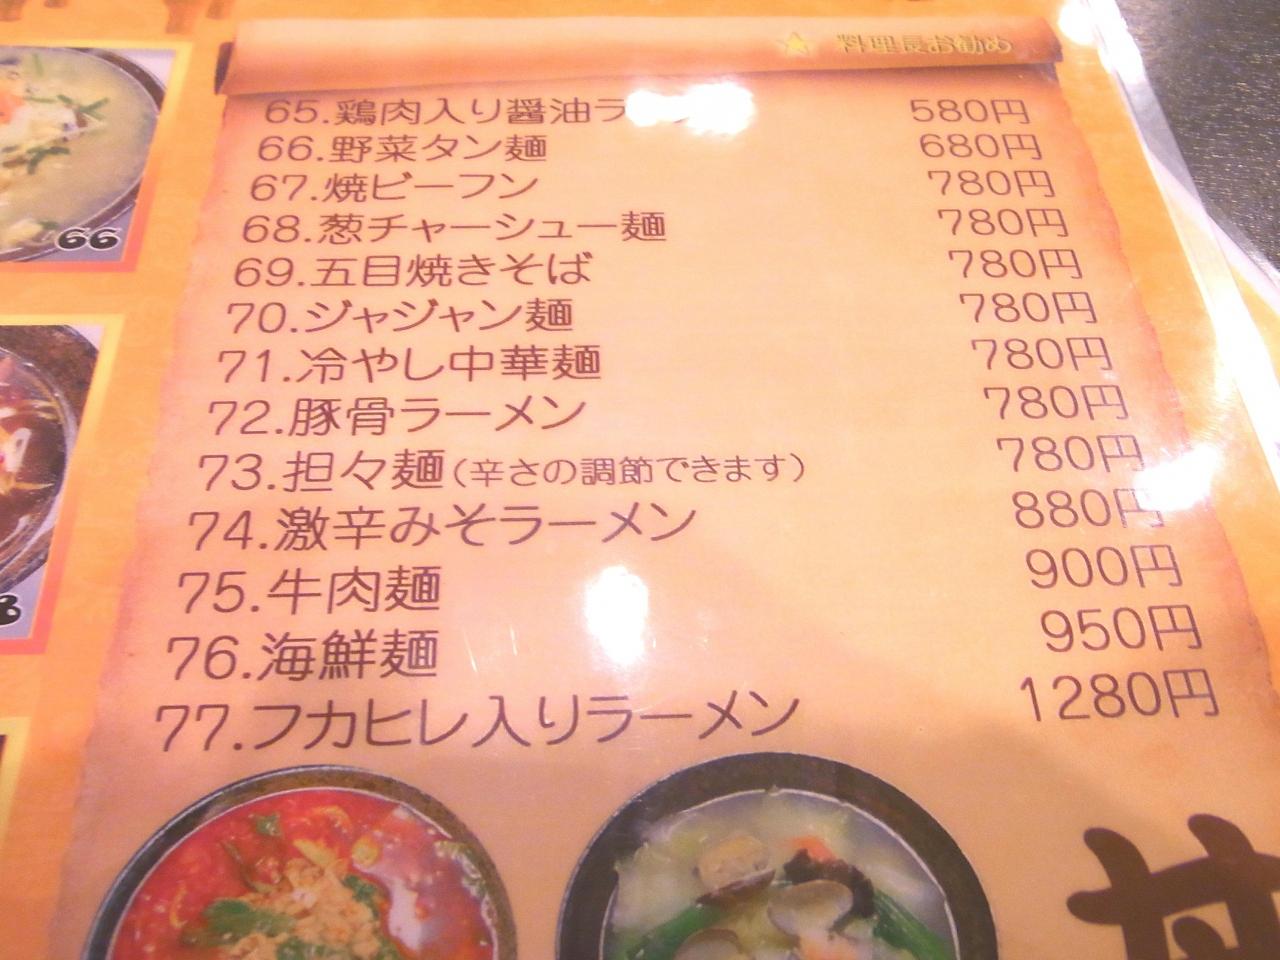 ★ 料理長お勧め
65.鶏肉入り醤油ラ 580円
66.野菜タン麺 680円
67.焼ビーフン 780円
68.葱チャーシュー麺 780円
69.五目焼きそば 780円
70.ジャジャン麺 780円
71.冷やし中華麺 780円
72.豚骨ラーメン 780円
73.担々麺(辛さの調節できます) 780円
74.激辛みそラーメン 880円
75.牛肉麺 900円
76.海鮮麺 950円
77.フカヒレ入りラーメン 1280円
66